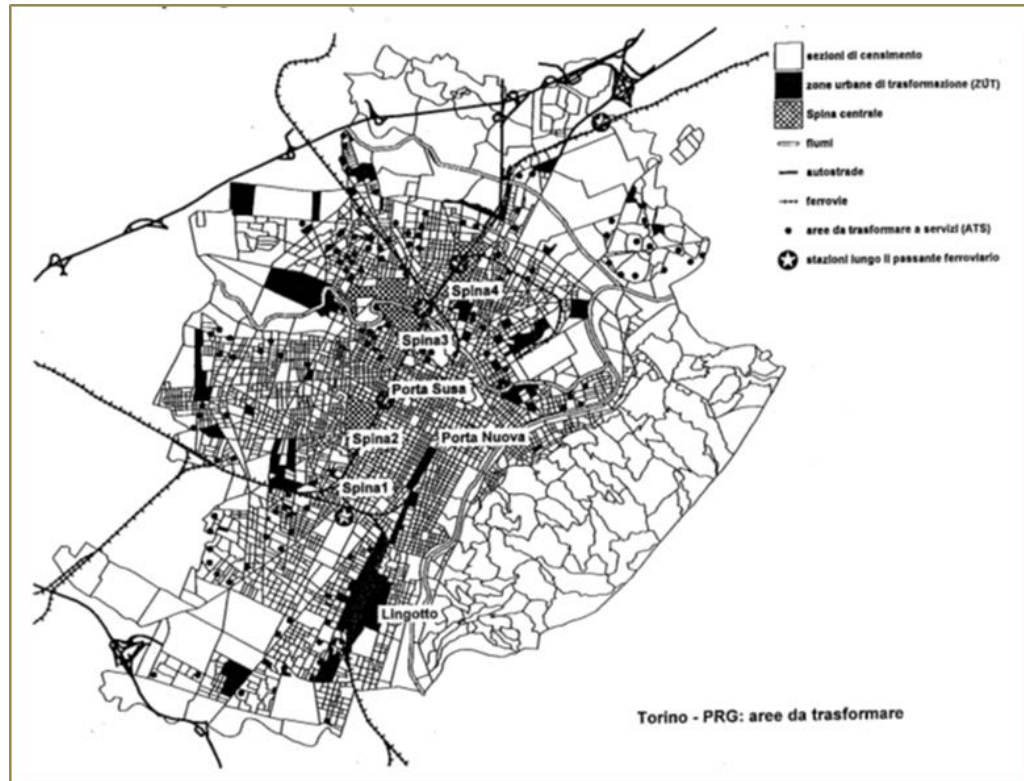 sezioni di censimento
zone urbane di trasformazione (ZUT)
Spina centrale
fiumi
autostrade
ferrovie
aree da trasformare a servizi (ATS)
stazioni lungo il passante ferroviario
Spina4
Spina3
Porta Susa
Spina2
Porta Nuova
Spina1
Lingotto
Torino - PRG: aree da trasformare